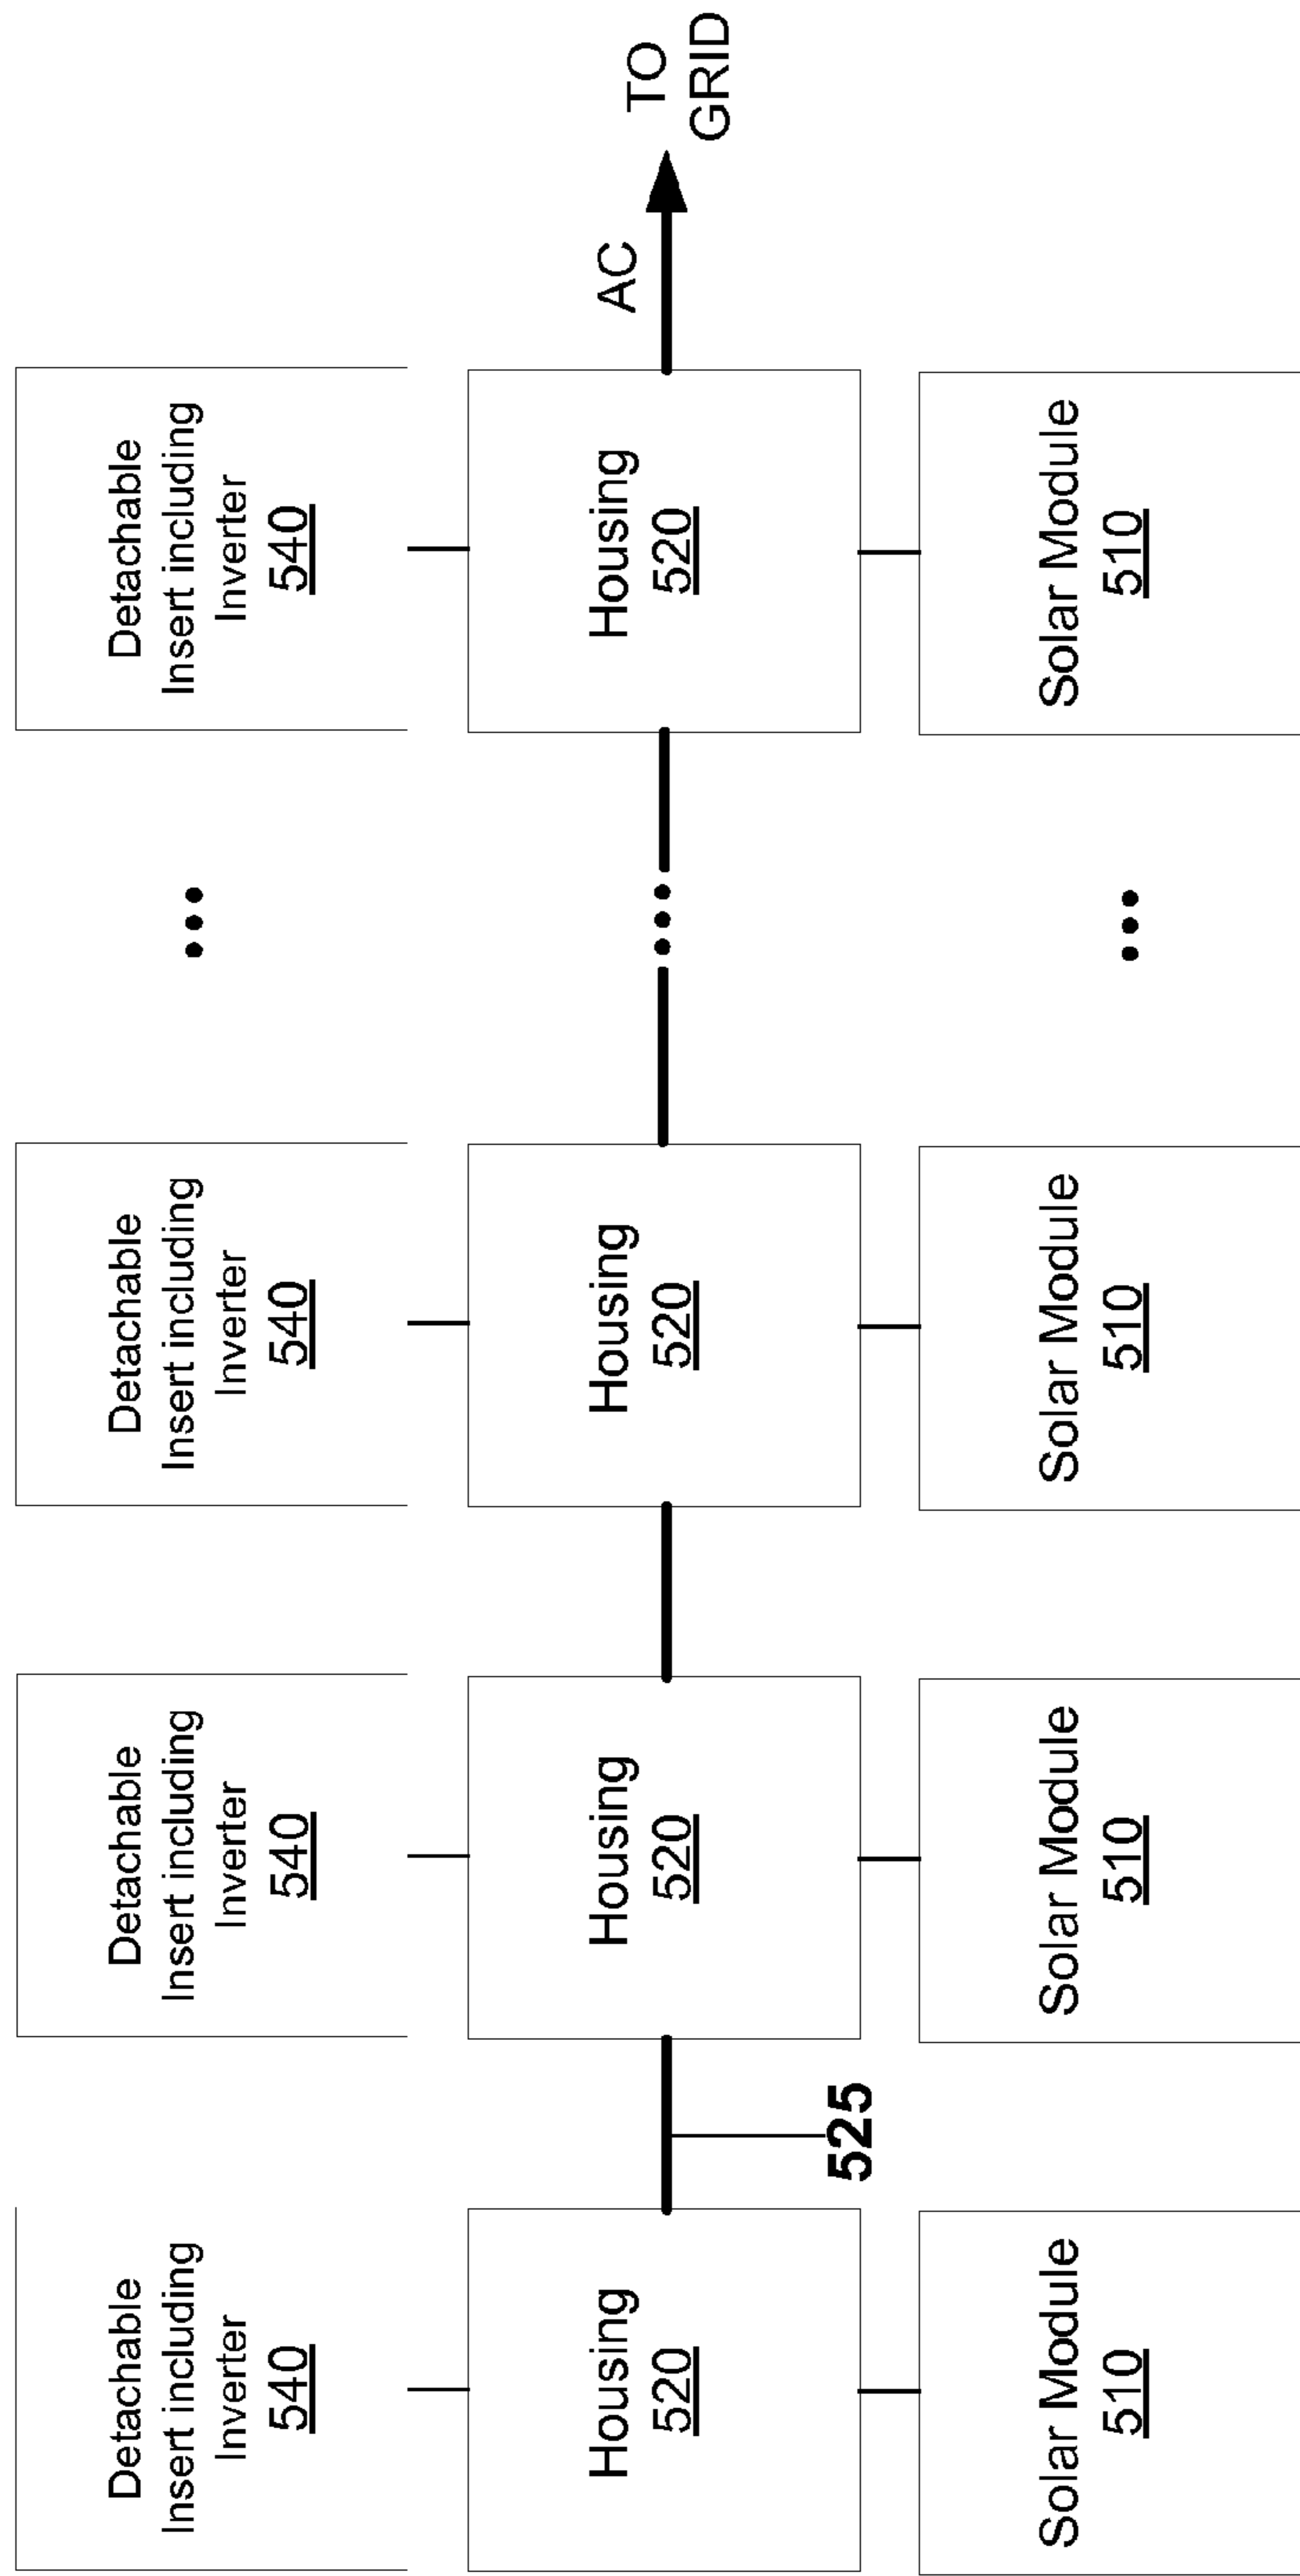 Detachable
Insert including
Inverter
540
Detachable
Insert including
Inverter
540
Detachable
Insert including
Inverter
540
Detachable
Insert including
Inverter
540
Housing
520
525
Housing
520
Housing
520
Housing
520
AC
TO
GRID
Solar Module
510
Solar Module
510
Solar Module
510
Solar Module
510